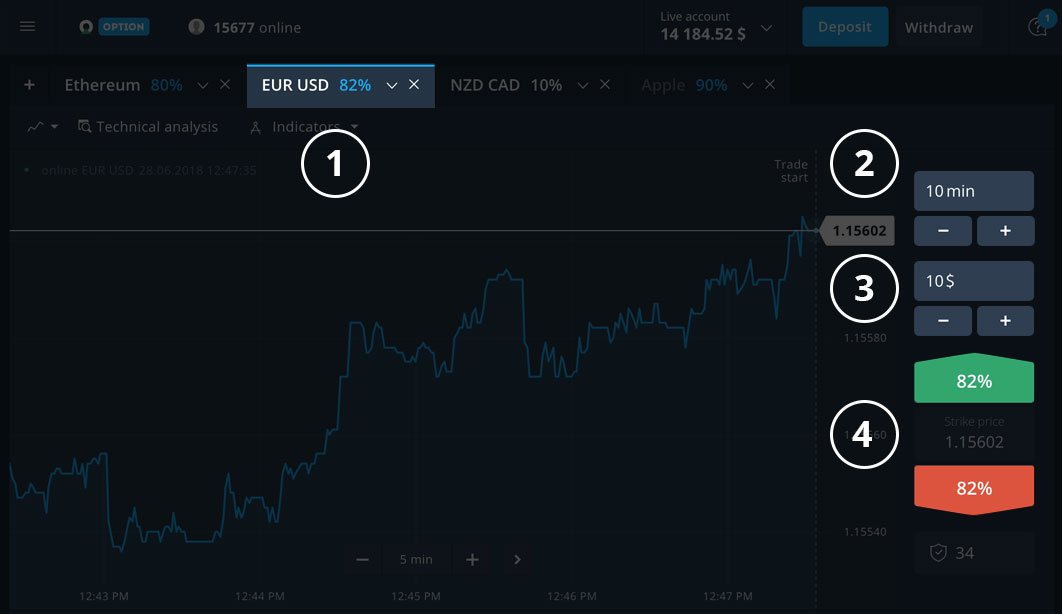 OPTION
15677 online
Live account
14 184.52 $
Deposit
Withdraw
1
+
Ethereum 80%
EUR USD 82%
NZD CAD 10%
Apple 90%
Technical analysis
Indicators
1
online EUR USD 28.06.2018 12:47:35
Trade
start
2
10 min
− +
1.15602
3
10 $
− +
1.15580
82%
4
Strike price
1.15602
82%
1.15540
− 5 min + >
34
12:43 PM 12:44 PM 12:45 PM 12:46 PM 12:47 PM